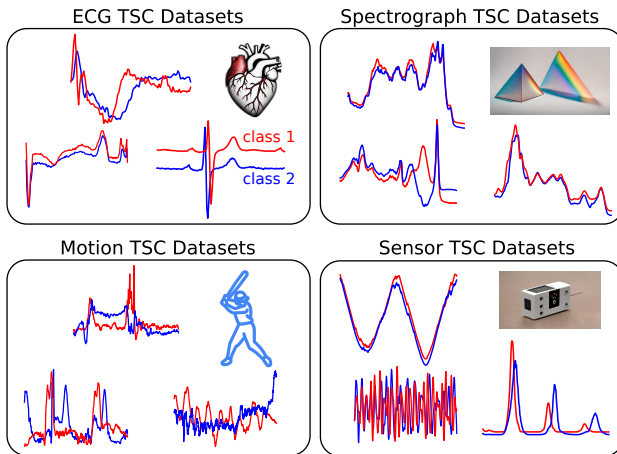 ECG TSC Datasets
Spectrograph TSC Datasets
class 1
class 2
Motion TSC Datasets
Sensor TSC Datasets